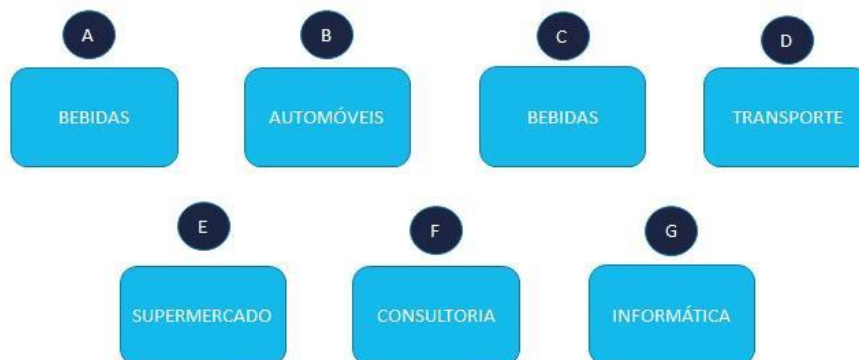 A
B
C
D
BEBIDAS
AUTOMÓVEIS
BEBIDAS
TRANSPORTE
E
F
G
SUPERMERCADO
CONSULTORIA
INFORMÁTICA